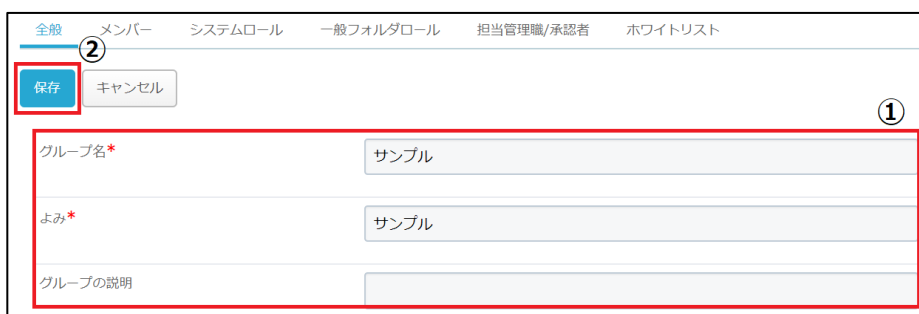 全般 メンバー システムロール 一般フォルダロール 担当管理職/承認者 ホワイトリスト
②
保存 キャンセル
①
グループ名* サンプル
よみ* サンプル
グループの説明